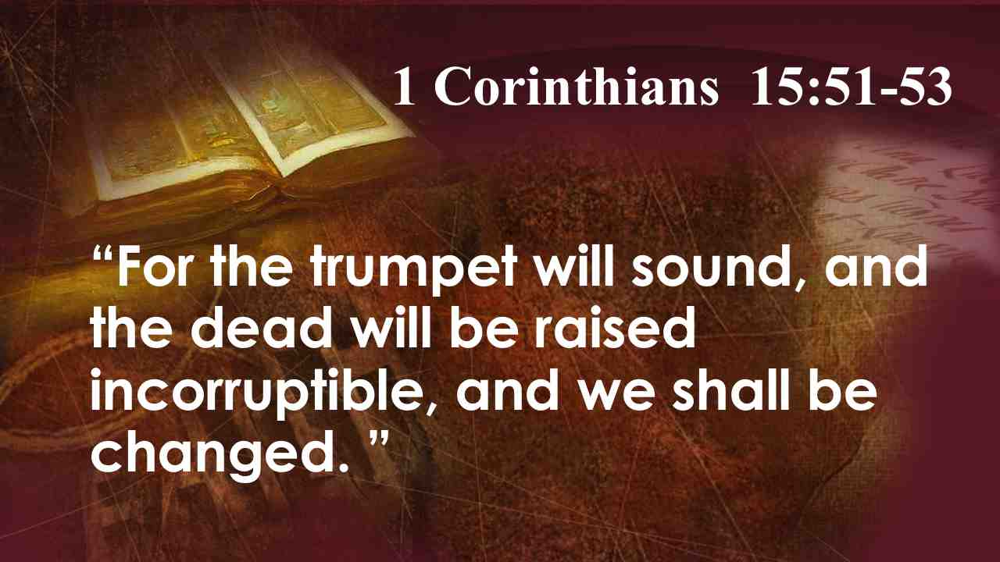 1 Corinthians  15:51-53
“For the trumpet will sound, and
the dead will be raised
incorruptible, and we shall be
changed. ”